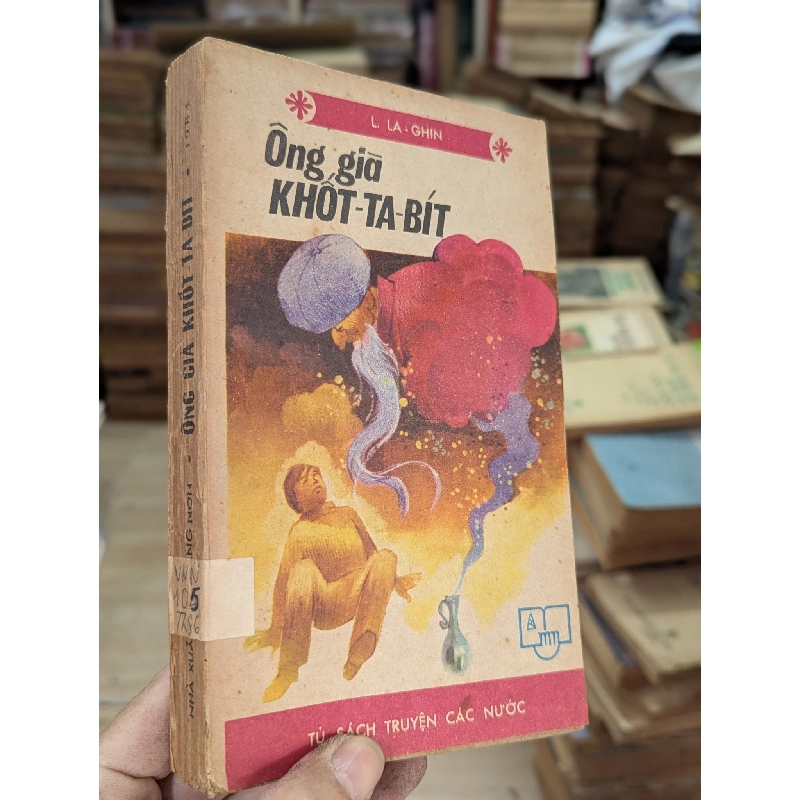 L. LA-GHIN
Ông già
KHỐT-TA-BÍT
TỦ SÁCH TRUYỆN CÁC NƯỚC
ÔNG GIÀ KHỐT TA BÍT